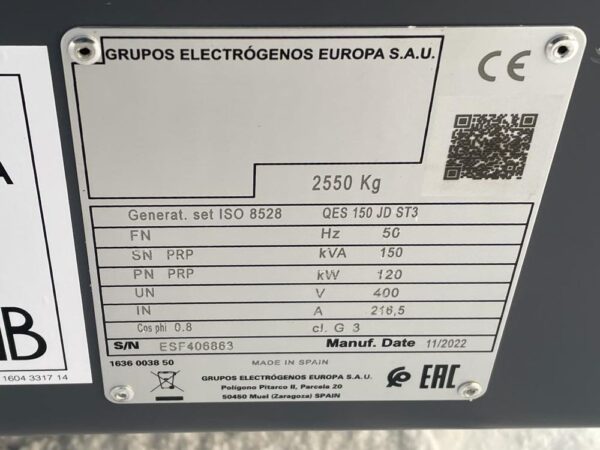 GRUPOS ELECTRÓGENOS EUROPA S.A.U.
CE
2550 Kg
Generat. set ISO 8528 QES 150 JD ST3
FN Hz 50
SN PRP kVA 150
PN PRP kW 120
UN V 400
IN A 216,5
Cos phi 0.8 cl. G 3
S/N ESF406863 Manuf. Date 11/2022
1636 0038 50 MADE IN SPAIN
GRUPOS ELECTRÓGENOS EUROPA S.A.U.
Polígono Pitarco II, Parcela 20
50450 Muel (Zaragoza) SPAIN
EAC
A
B
1604 3317 14